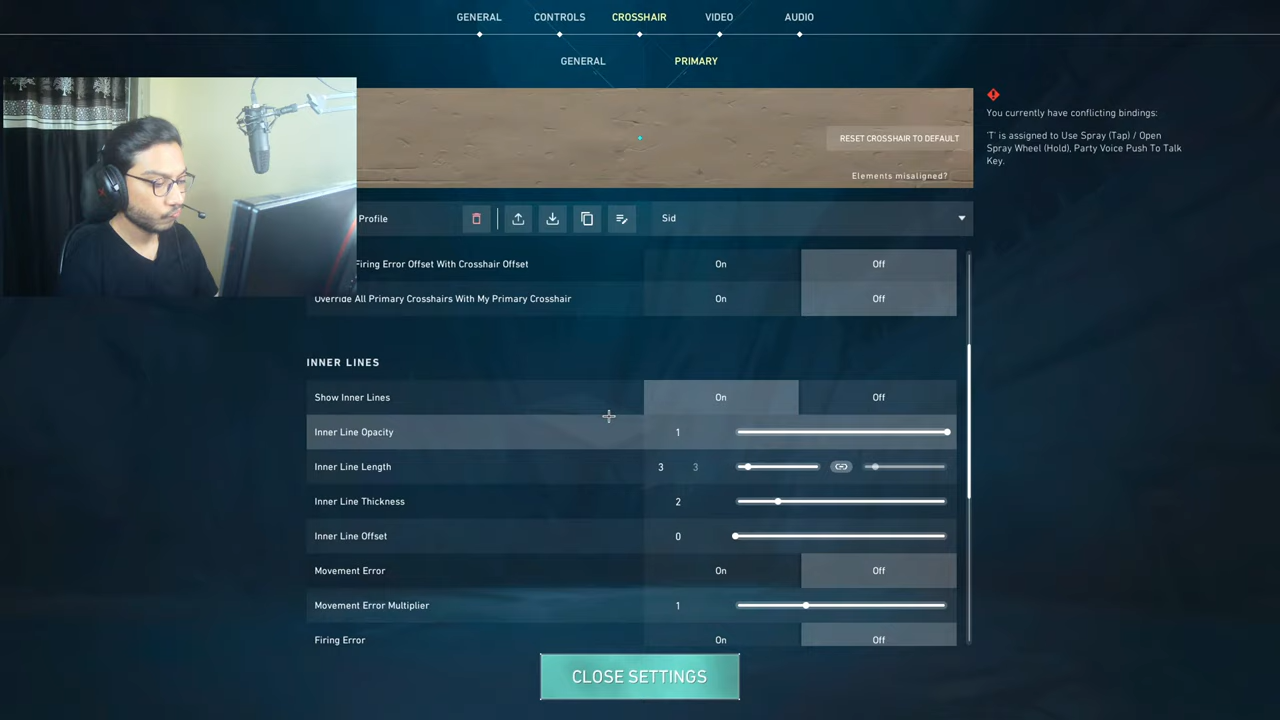 GENERAL CONTROLS CROSSHAIR VIDEO AUDIO
GENERAL PRIMARY
You currently have conflicting bindings:
'T' is assigned to Use Spray (Tap) / Open
Spray Wheel (Hold), Party Voice Push To Talk
Key.
RESET CROSSHAIR TO DEFAULT
Elements misaligned?
Profile Sid
Firing Error Offset With Crosshair Offset On Off
Override All Primary Crosshairs With My Primary Crosshair On Off
INNER LINES
Show Inner Lines On Off
Inner Line Opacity 1
Inner Line Length 3 3
Inner Line Thickness 2
Inner Line Offset 0
Movement Error On Off
Movement Error Multiplier 1
Firing Error On Off
CLOSE SETTINGS